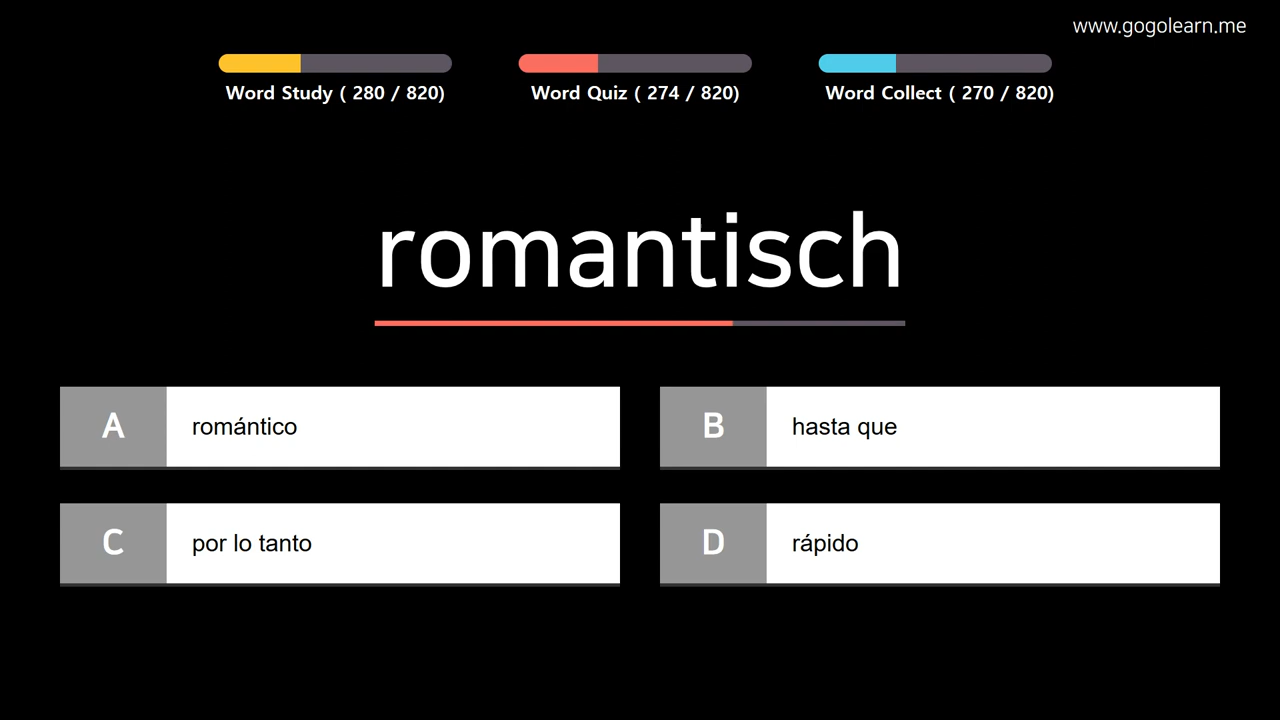 www.gogolearn.me
Word Study ( 280 / 820)
Word Quiz ( 274 / 820)
Word Collect ( 270 / 820)
romantisch
A romántico
B hasta que
C por lo tanto
D rápido